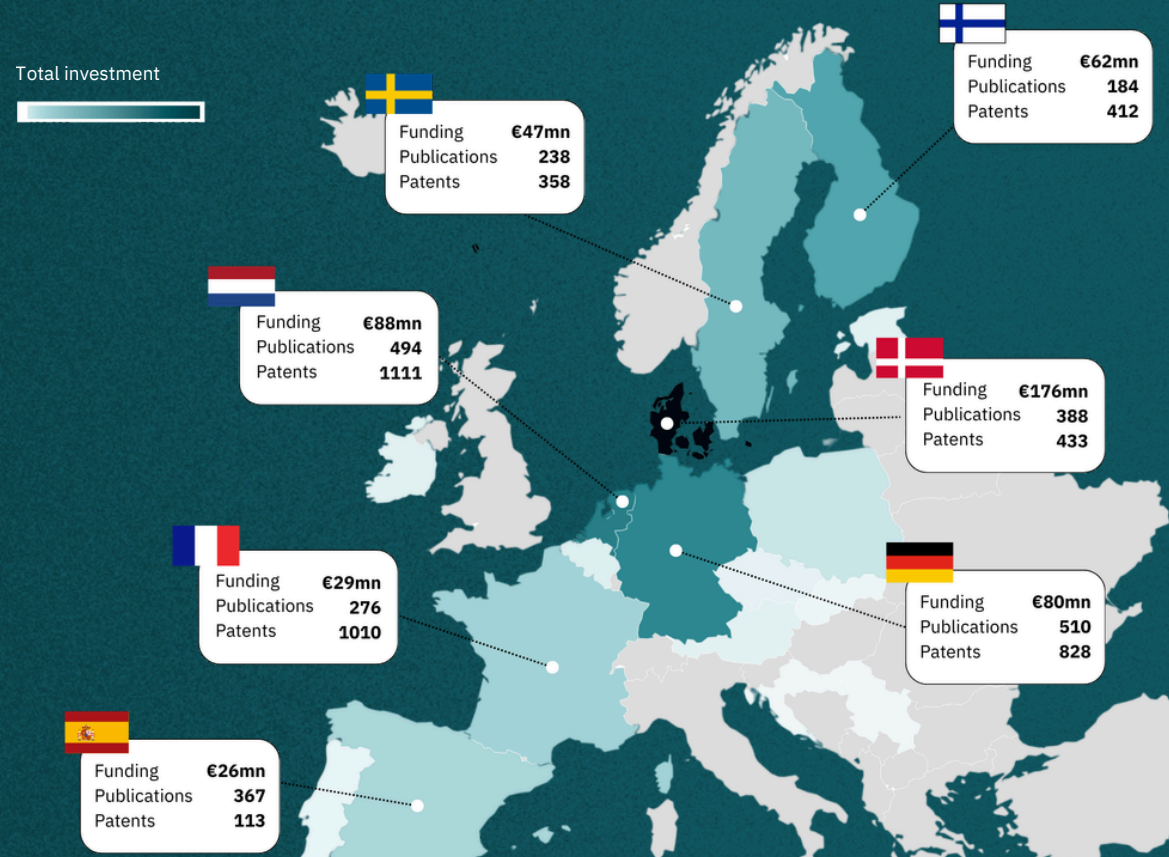 Total investment
Funding €62mn
Publications 184
Patents 412
Funding €47mn
Publications 238
Patents 358
Funding €88mn
Publications 494
Patents 1111
Funding €176mn
Publications 388
Patents 433
Funding €29mn
Publications 276
Patents 1010
Funding €80mn
Publications 510
Patents 828
Funding €26mn
Publications 367
Patents 113